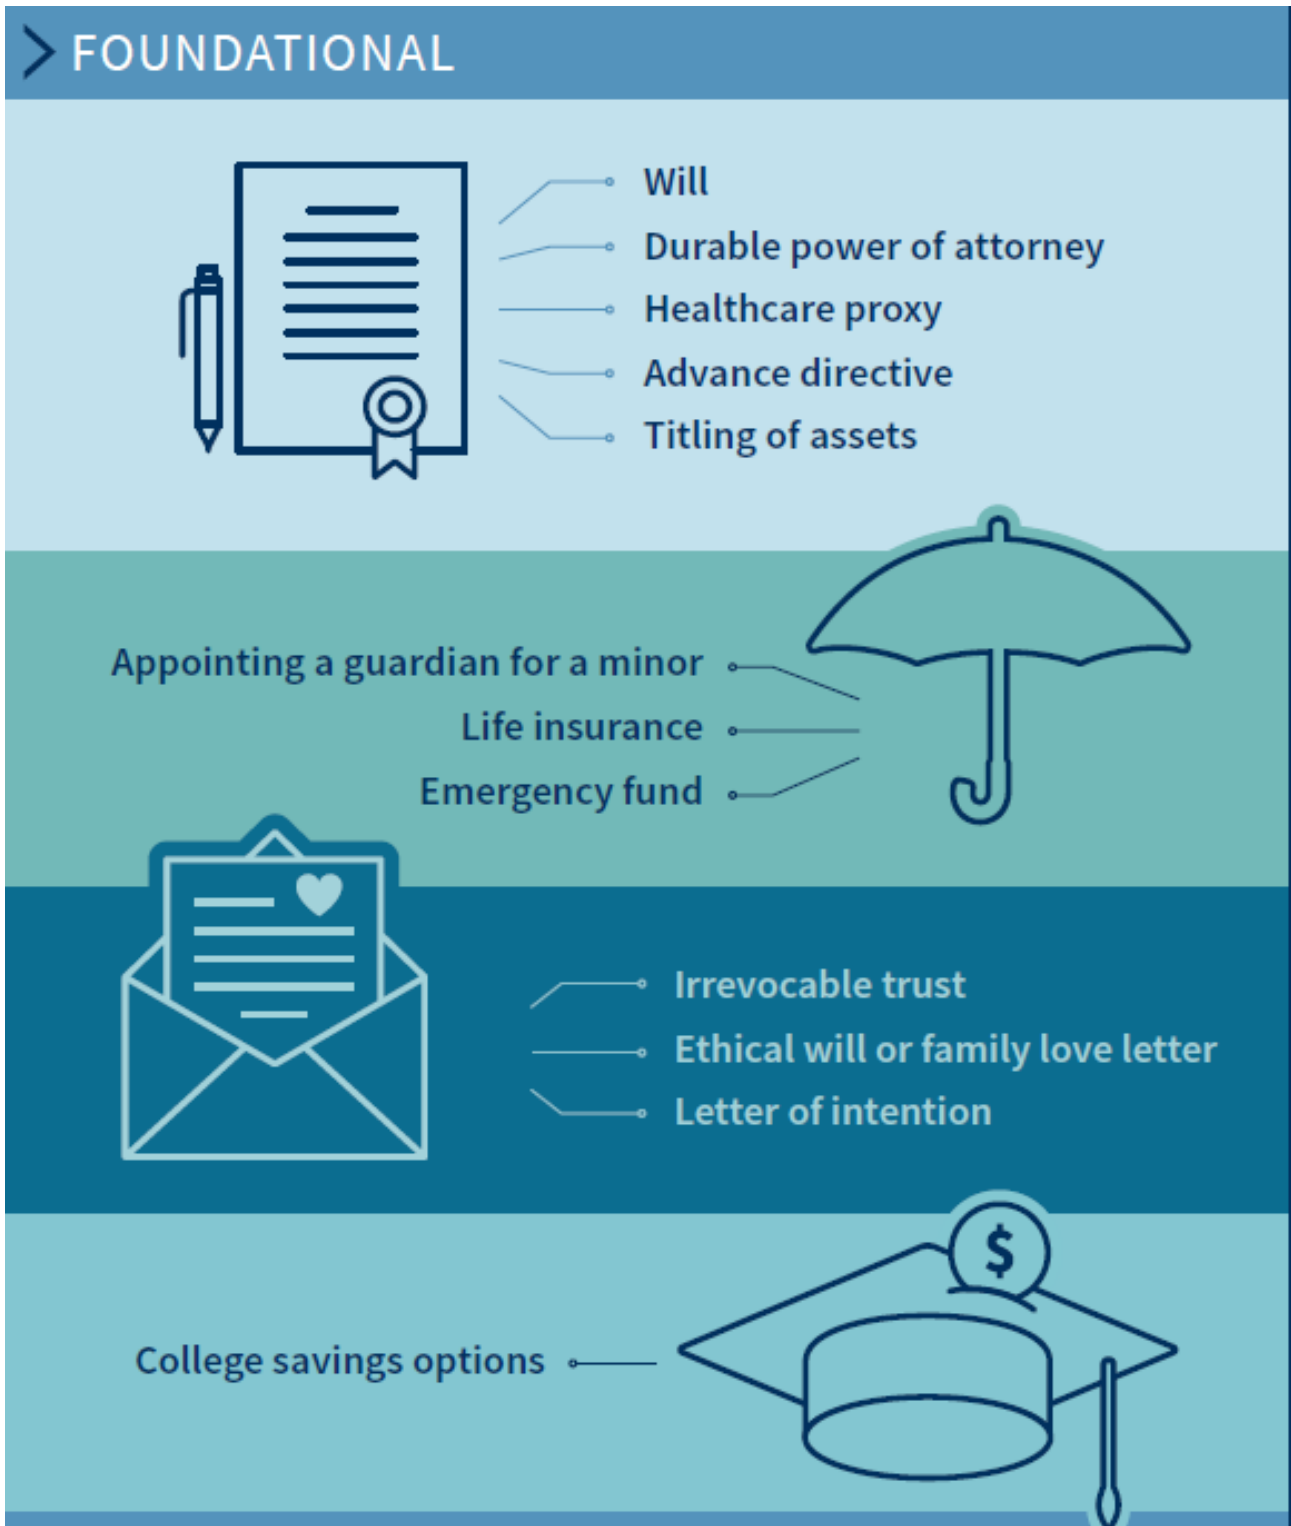 FOUNDATIONAL
Will
Durable power of attorney
Healthcare proxy
Advance directive
Titling of assets
Appointing a guardian for a minor
Life insurance
Emergency fund
Irrevocable trust
Ethical will or family love letter
Letter of intention
$
College savings options